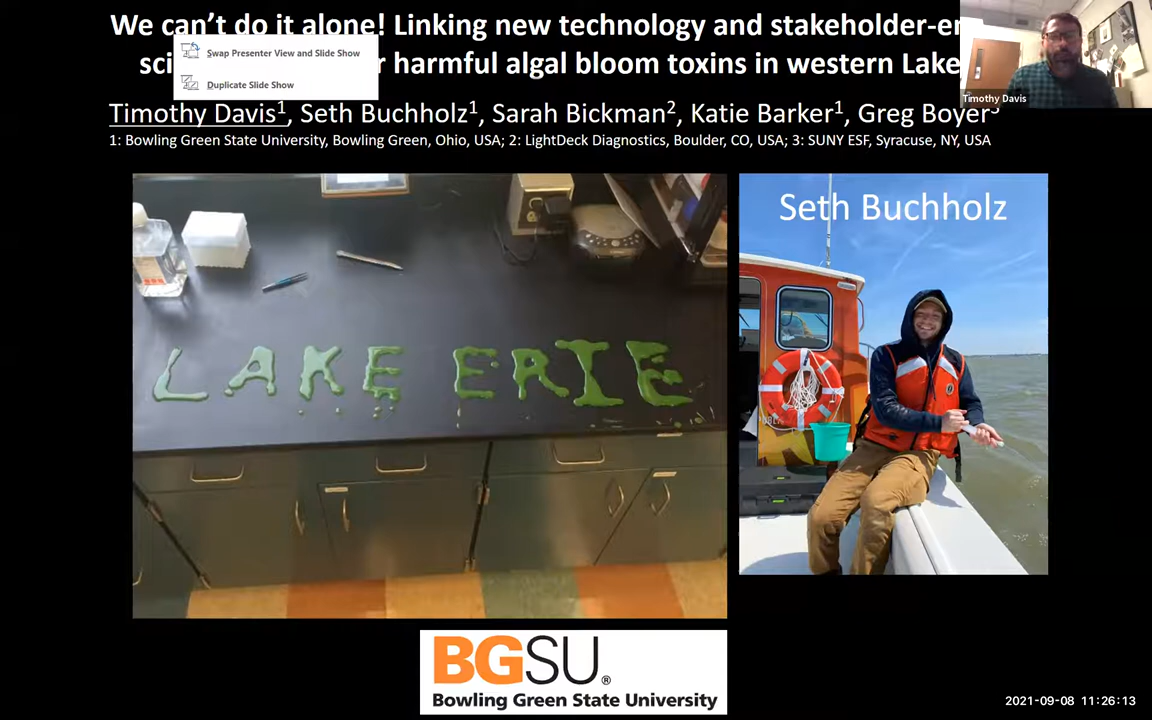 We can't do it alone! Linking new technology and stakeholder-en
sci r harmful algal bloom toxins in western Lake
Swap Presenter View and Slide Show
Duplicate Slide Show
Timothy Davis
Timothy Davis1, Seth Buchholz1, Sarah Bickman2, Katie Barker1, Greg Boyer3
1: Bowling Green State University, Bowling Green, Ohio, USA; 2: LightDeck Diagnostics, Boulder, CO, USA; 3: SUNY ESF, Syracuse, NY, USA
Seth Buchholz
LAKE ERIE
BGSU®
Bowling Green State University
2021-09-08 11:26:13